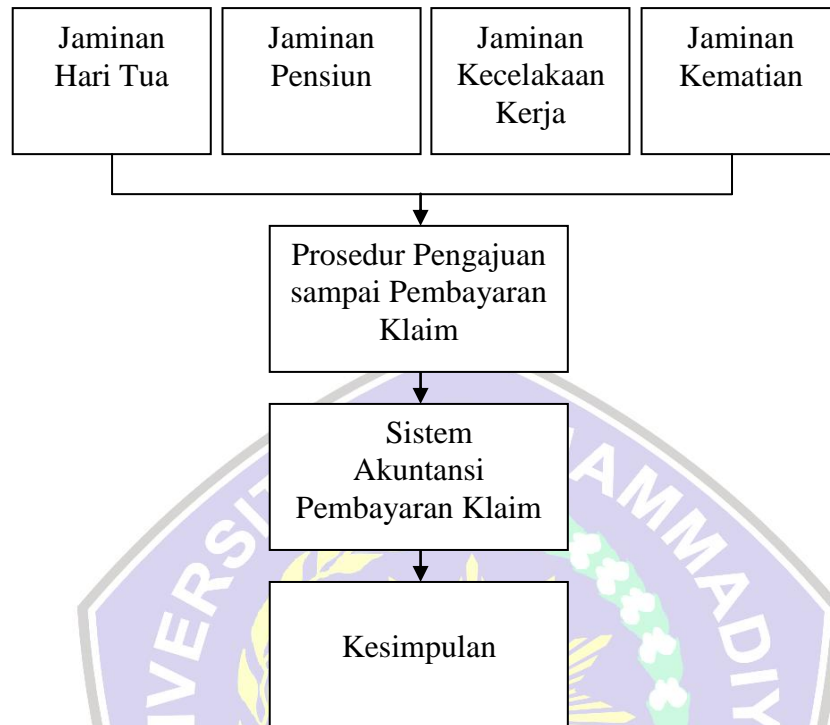 Jaminan
Hari Tua
Jaminan
Pensiun
Jaminan
Kecelakaan
Kerja
Jaminan
Kematian
Prosedur Pengajuan
sampai Pembayaran
Klaim
Sistem
Akuntansi
Pembayaran Klaim
Kesimpulan